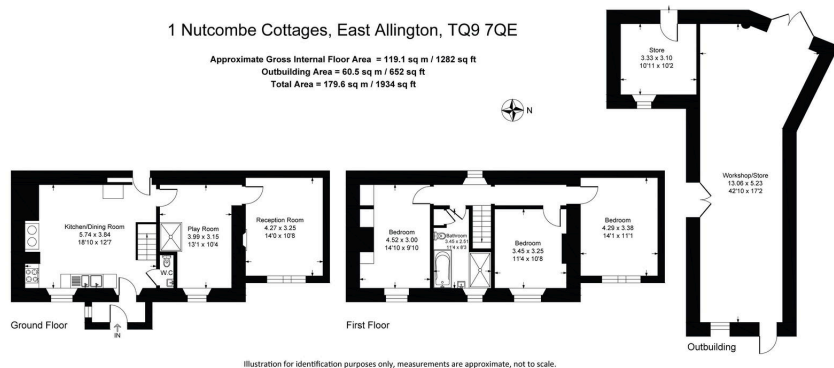 1 Nutcombe Cottages, East Allington, TQ9 7QE
Approximate Gross Internal Floor Area = 119.1 sq m / 1282 sq ft
Outbuilding Area = 60.5 sq m / 652 sq ft
Total Area = 179.6 sq m / 1934 sq ft
N
Store
3.33 x 3.10
10'11 x 10'2
Workshop/Store
13.06 x 5.23
42'10 x 17'2
Kitchen/Dining Room
5.74 x 3.84
18'10 x 12'7
Play Room
3.99 x 3.15
13'1 x 10'4
Reception Room
4.27 x 3.25
14'0 x 10'8
W.C
IN
Ground Floor
Bedroom
4.52 x 3.00
14'10 x 9'10
Bathroom
3.45 x 2.51
11'4 x 8'3
Bedroom
3.45 x 3.25
11'4 x 10'8
Bedroom
4.29 x 3.38
14'1 x 11'1
First Floor
Outbuilding
Illustration for identification purposes only, measurements are approximate, not to scale.